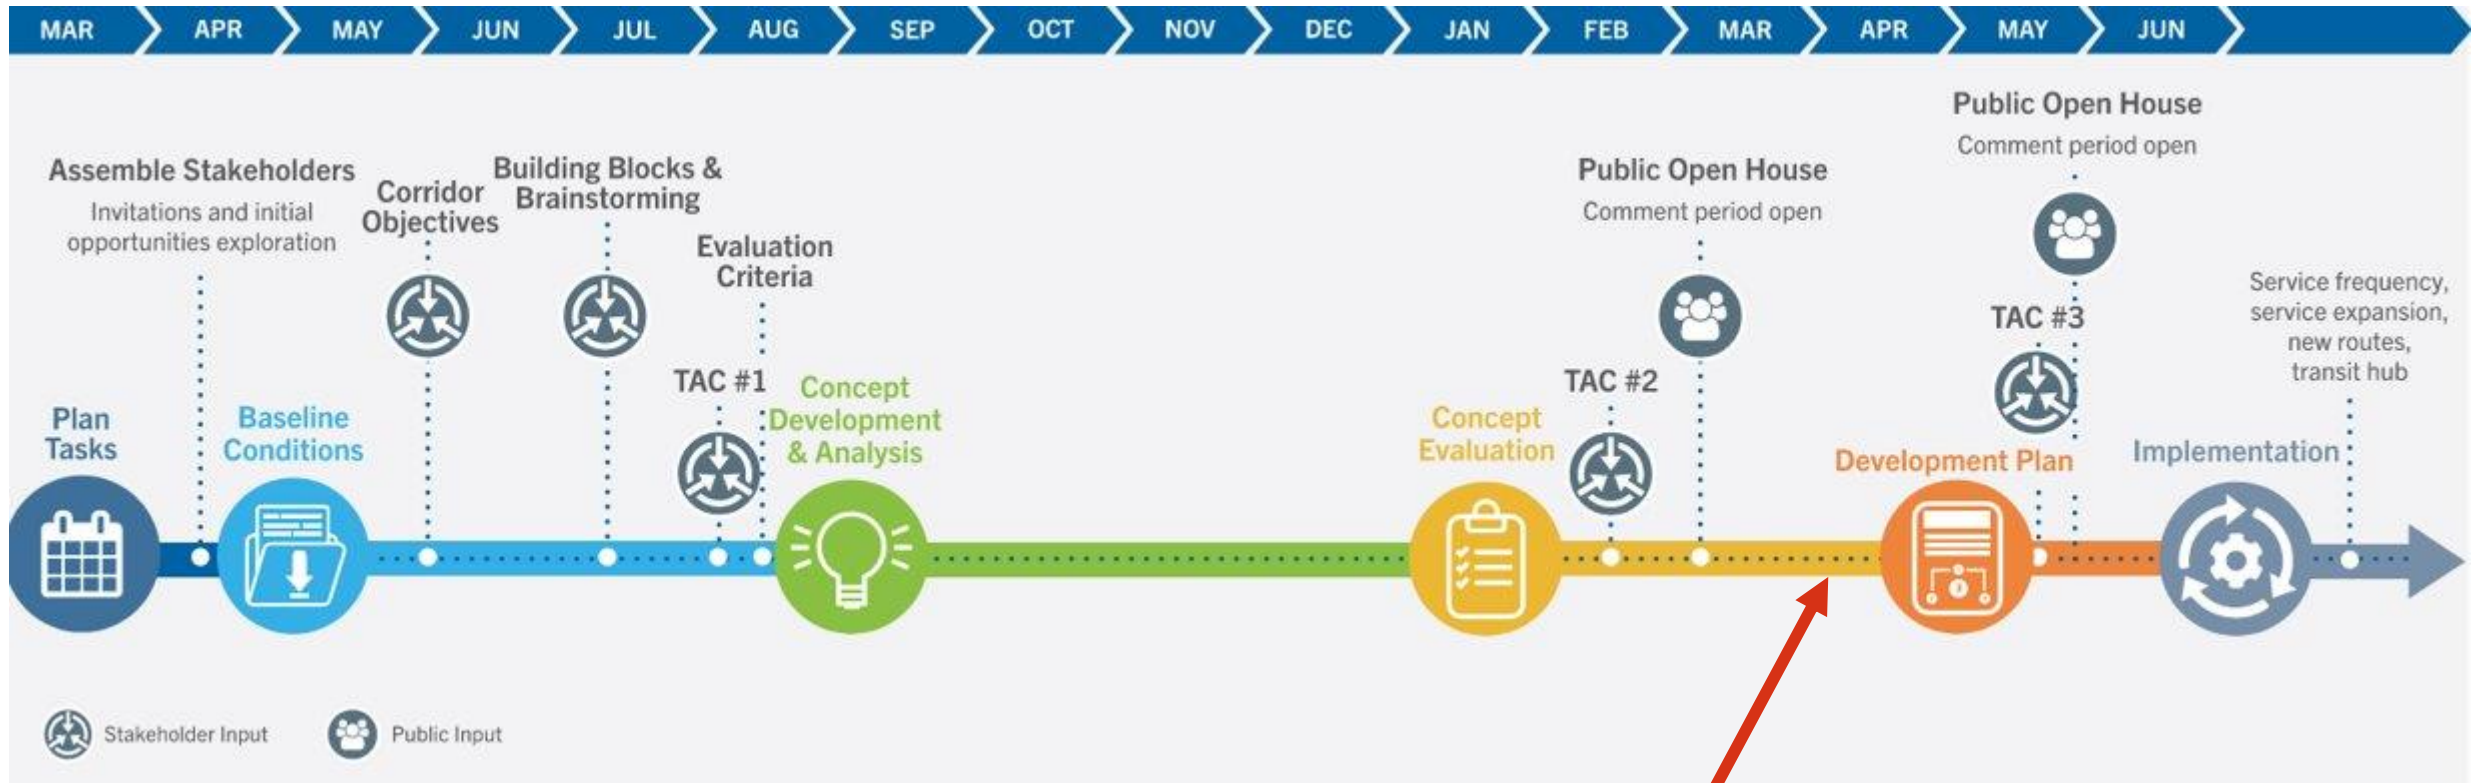 MAR APR MAY JUN JUL AUG SEP OCT NOV DEC JAN FEB MAR APR MAY JUN
Assemble Stakeholders
Invitations and initial
opportunities exploration
Corridor
Objectives
Building Blocks &
Brainstorming
Evaluation
Criteria
TAC #1
Public Open House
Comment period open
TAC #2
Public Open House
Comment period open
TAC #3
Service frequency,
service expansion,
new routes,
transit hub
Plan
Tasks
Baseline
Conditions
Concept
Development
& Analysis
Concept
Evaluation
Development Plan
Implementation
Stakeholder Input
Public Input